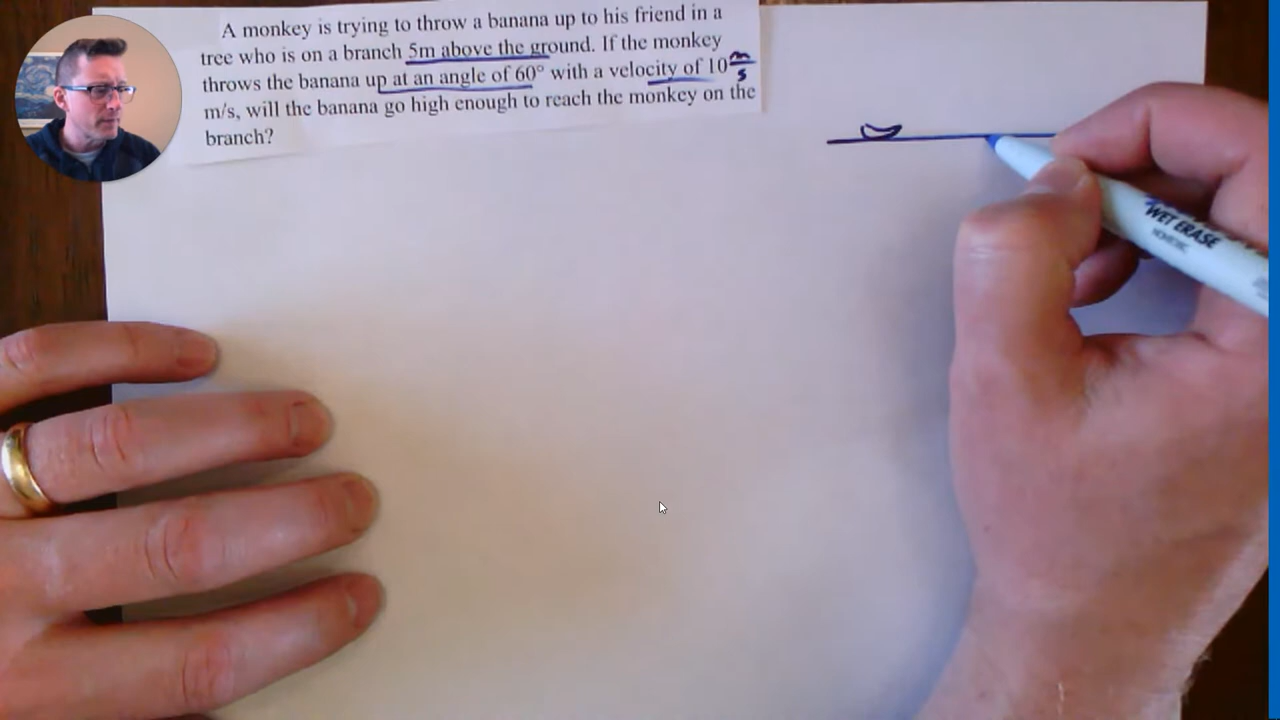 A monkey is trying to throw a banana up to his friend in a
tree who is on a branch 5m above the ground. If the monkey
throws the banana up at an angle of 60° with a velocity of 10 m/s
m/s, will the banana go high enough to reach the monkey on the
branch?
WET ERASE